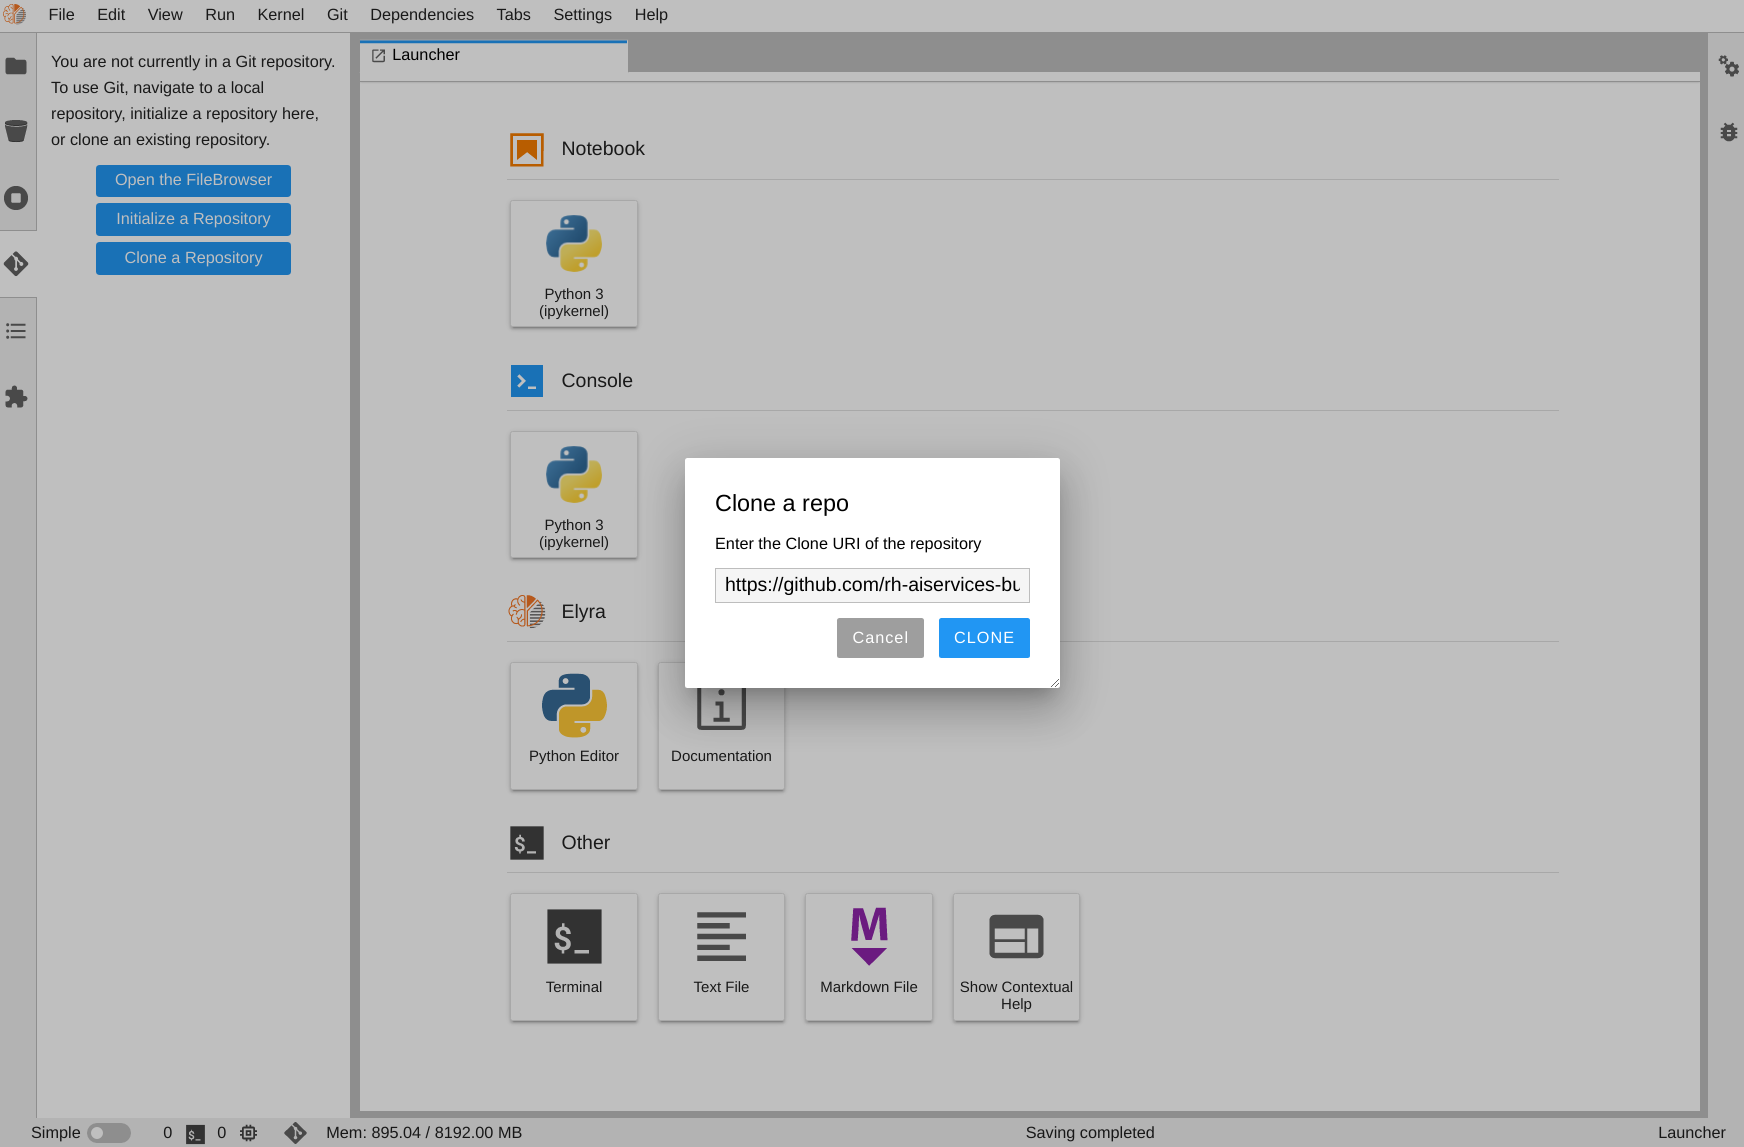 File Edit View Run Kernel Git Dependencies Tabs Settings Help
You are not currently in a Git repository.
To use Git, navigate to a local
repository, initialize a repository here,
or clone an existing repository.
Open the FileBrowser
Initialize a Repository
Clone a Repository
Launcher
Notebook
Python 3
(ipykernel)
Console
Python 3
(ipykernel)
Clone a repo
Enter the Clone URI of the repository
https://github.com/rh-aiservices-bu
Cancel CLONE
Elyra
Python Editor
Documentation
Other
$_
Terminal
Text File
M
Markdown File
Show Contextual
Help
Simple 0 $_ 0 Mem: 895.04 / 8192.00 MB Saving completed Launcher